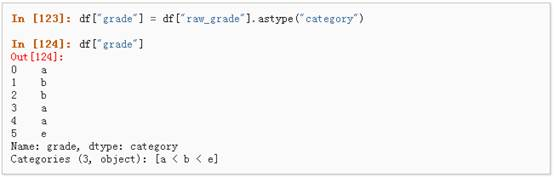 In [123]: df["grade"] = df["raw_grade"].astype("category")
In [124]: df["grade"]
Out[124]:
0    a
1    b
2    b
3    a
4    a
5    e
Name: grade, dtype: category
Categories (3, object): [a < b < e]